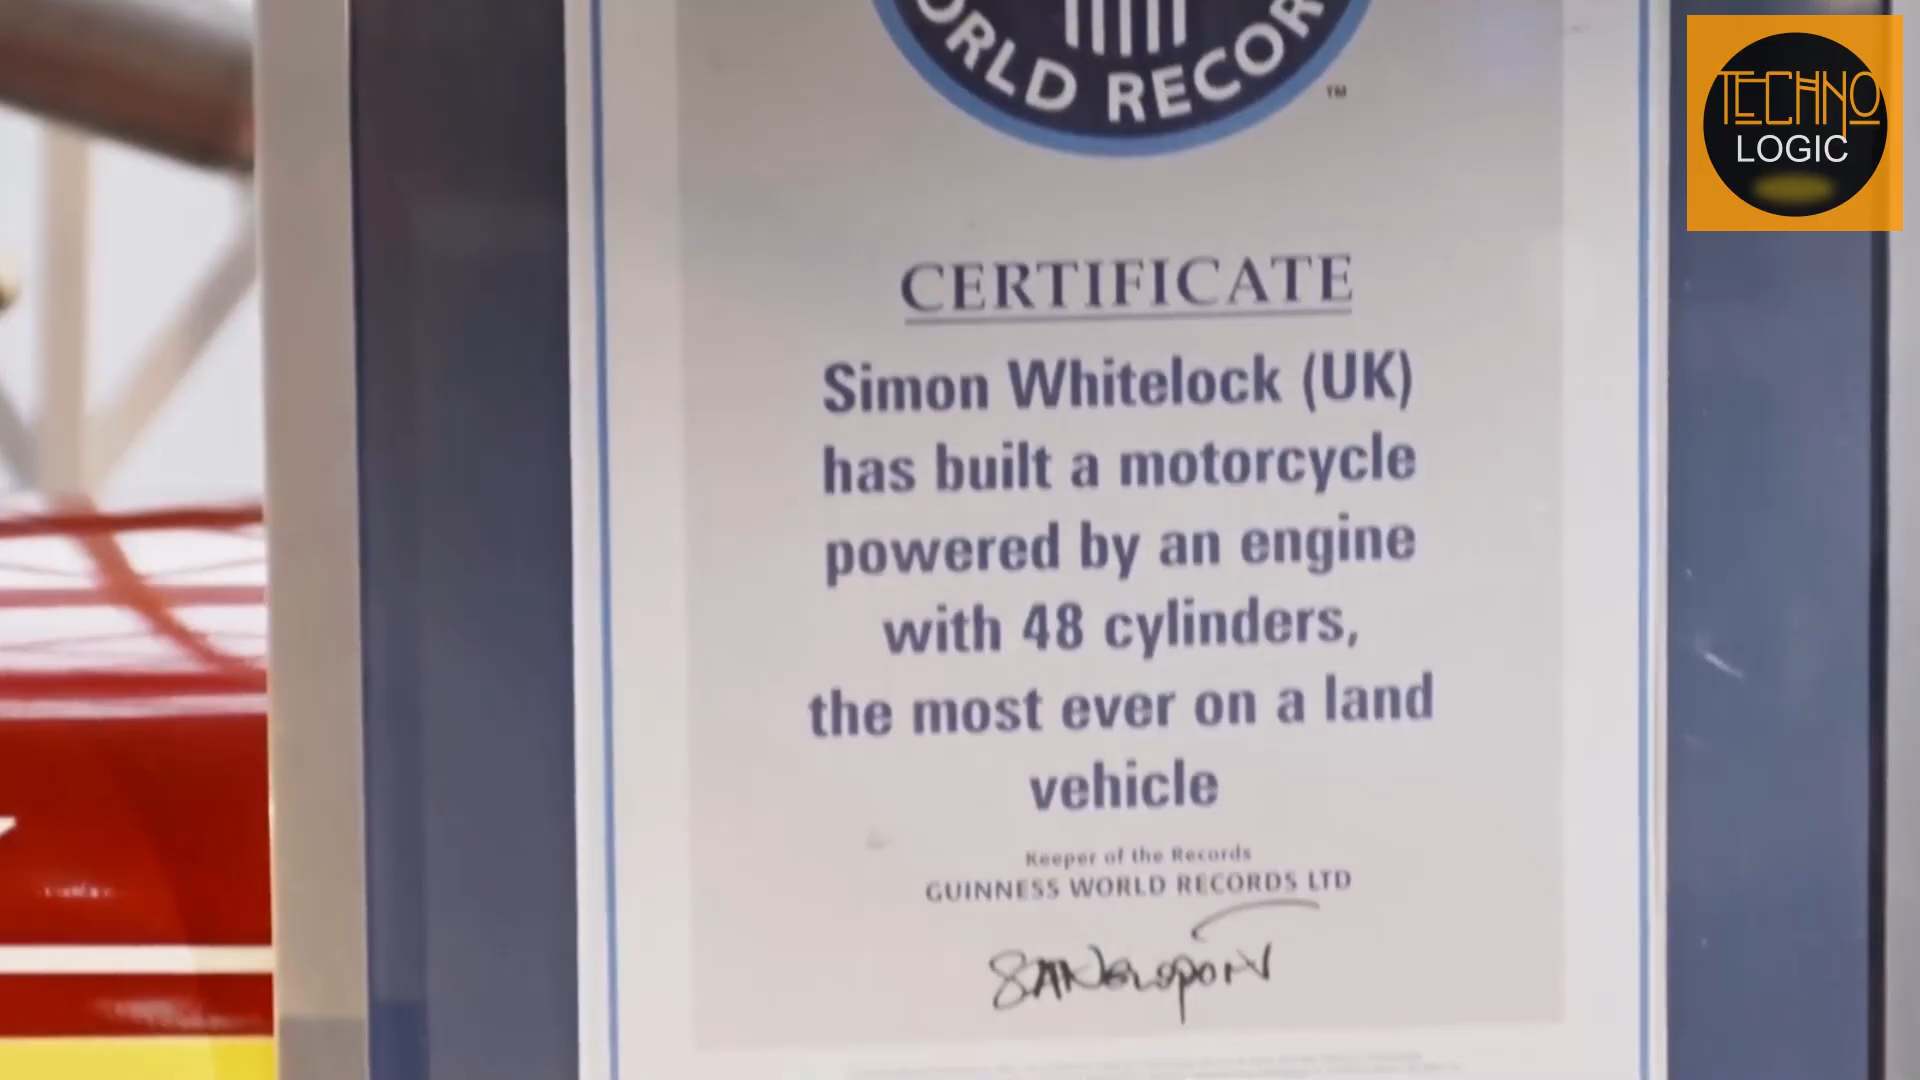 ORLD RECOR
TM
TECHNO
LOGIC
CERTIFICATE
Simon Whitelock (UK)
has built a motorcycle
powered by an engine
with 48 cylinders,
the most ever on a land
vehicle
Keeper of the Records
GUINNESS WORLD RECORDS LTD